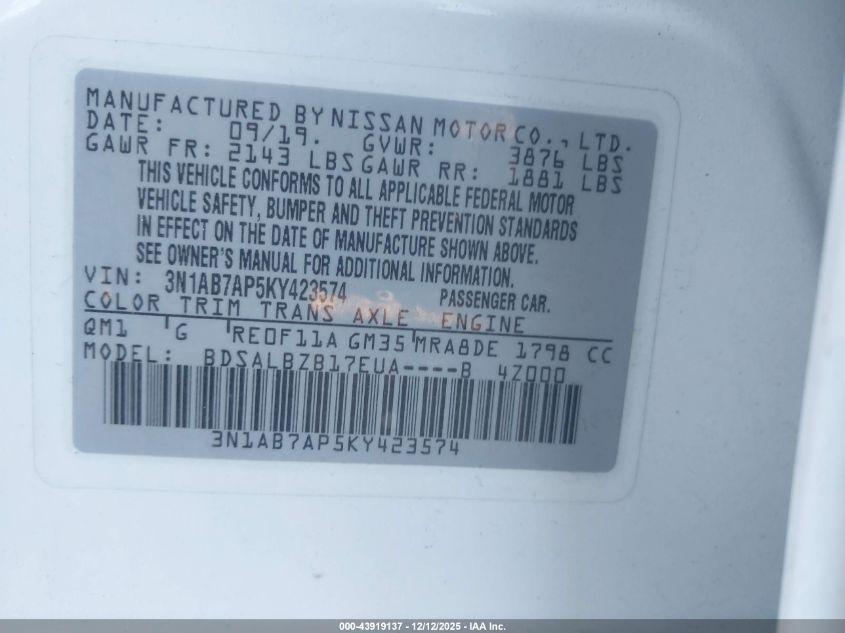 MANUFACTURED BY NISSAN MOTOR CO., LTD.
DATE: 09/19. GVWR: 3876 LBS
GAWR FR: 2143 LBS GAWR RR: 1881 LBS
THIS VEHICLE CONFORMS TO ALL APPLICABLE FEDERAL MOTOR
VEHICLE SAFETY, BUMPER AND THEFT PREVENTION STANDARDS
IN EFFECT ON THE DATE OF MANUFACTURE SHOWN ABOVE.
SEE OWNER'S MANUAL FOR ADDITIONAL INFORMATION.
VIN: 3N1AB7AP5KY423574 PASSENGER CAR.
COLOR TRIM TRANS AXLE ENGINE
QM1 G RE0F11A GM35 MRA8DE 1798 CC
MODEL: BDSALBZB17EUA----B 4Z000
3N1AB7AP5KY423574
000-43919137 - 12/12/2025 - IAA Inc.